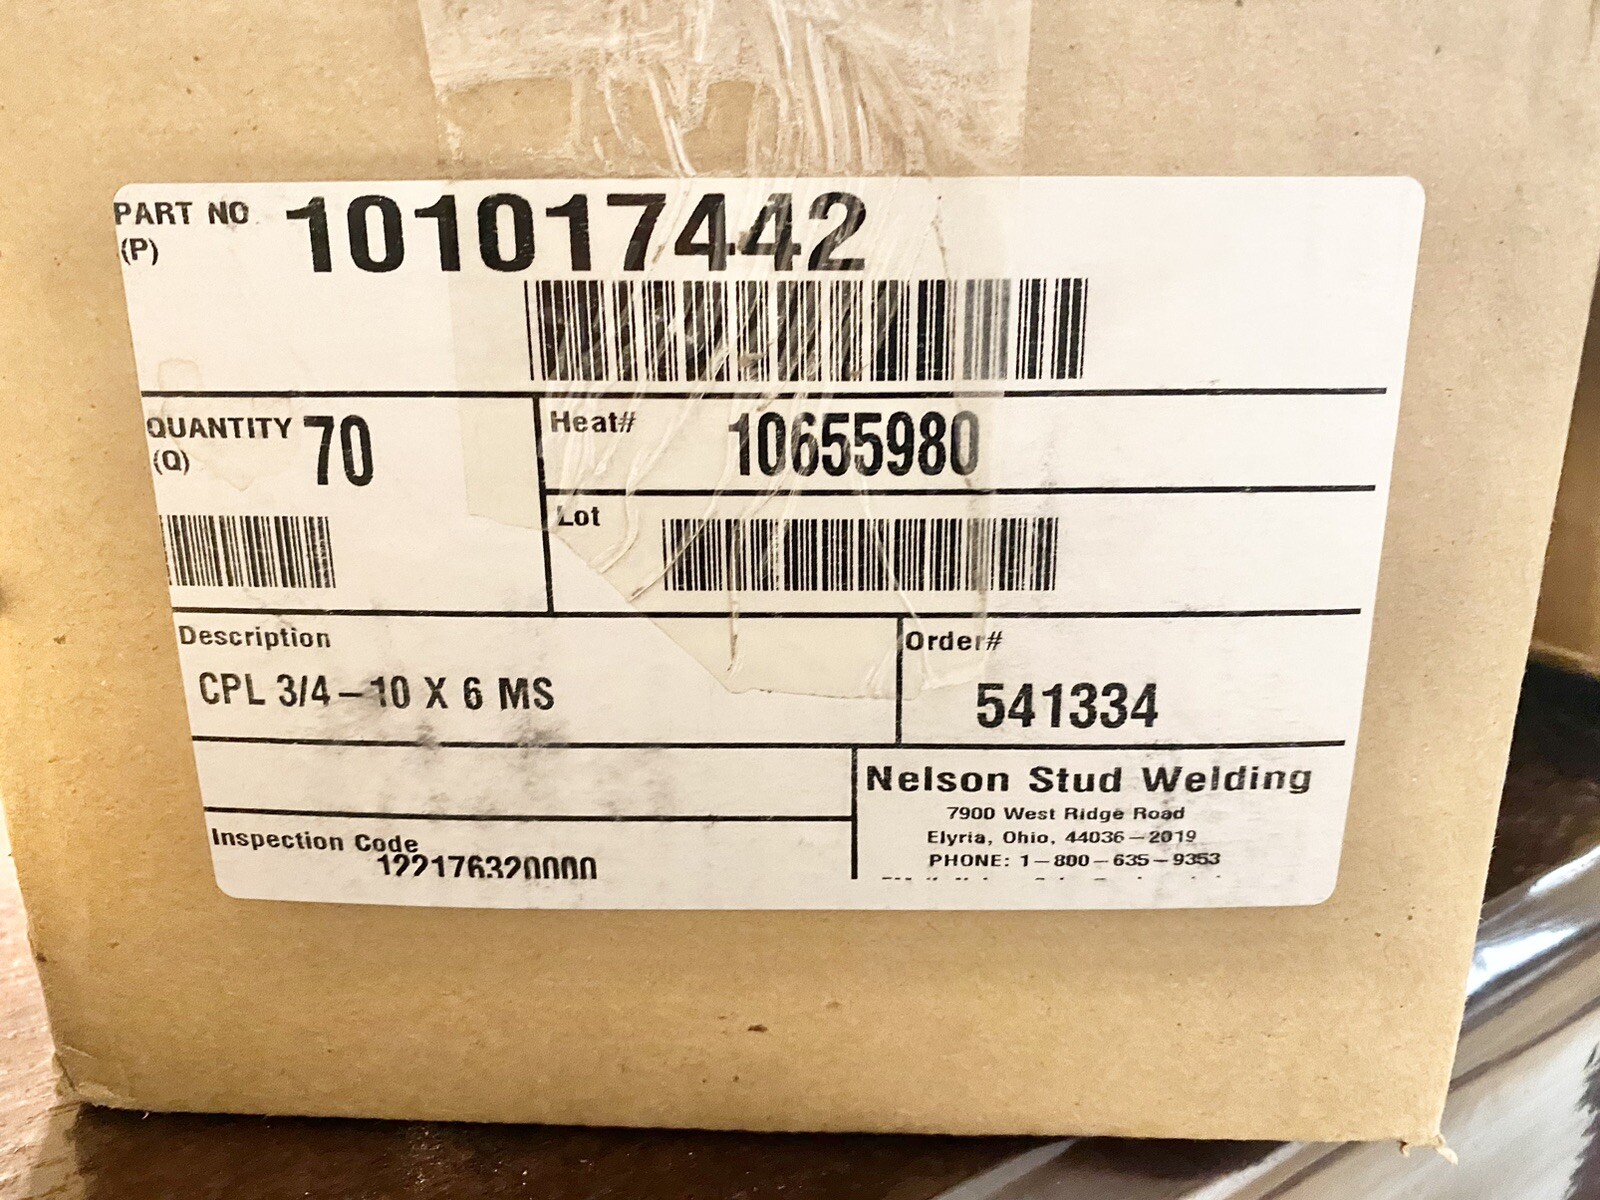 PART NO 101017442
(P)
QUANTITY 70
(Q)
Heat# 10655980
Lot
Description
CPL 3/4-10 X 6 MS
Order#
541334
Nelson Stud Welding
7900 West Ridge Road
Elyria, Ohio, 44036-2019
PHONE: 1-800-635-9353
Inspection Code
122176320000